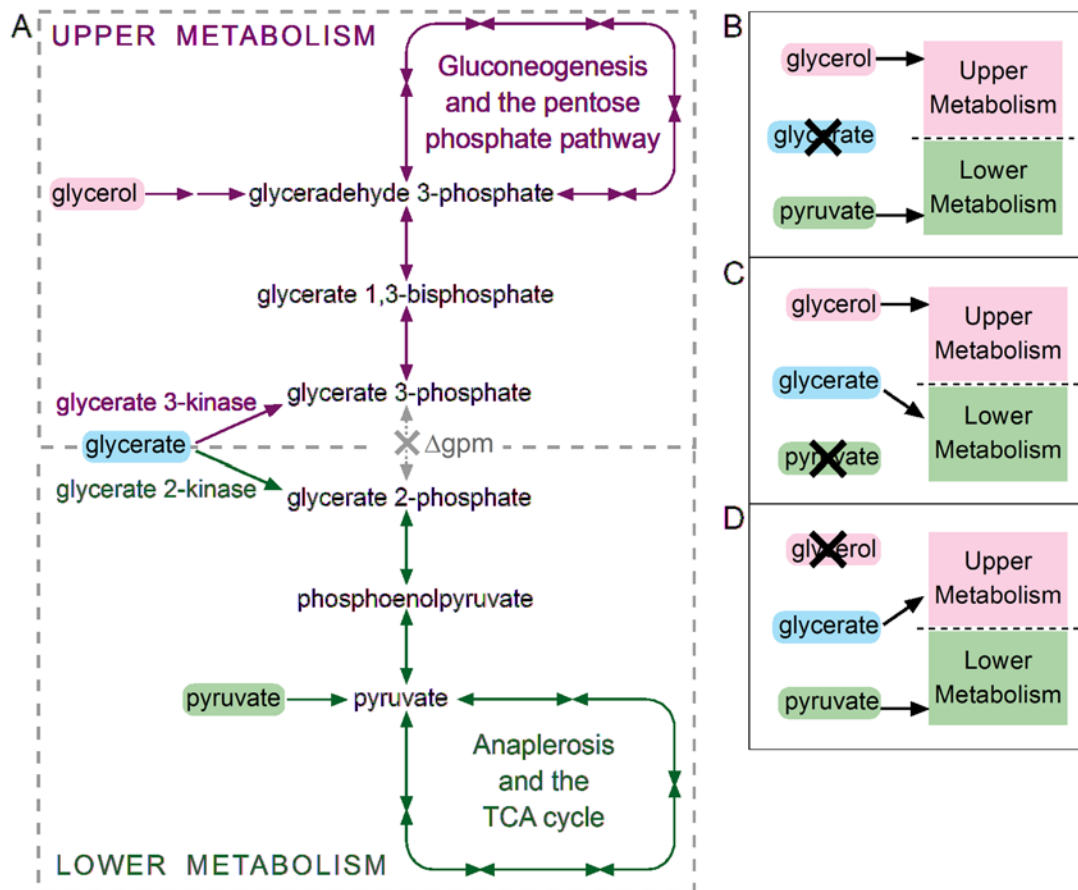 A
UPPER METABOLISM
Gluconeogenesis
and the pentose
phosphate pathway
glycerol
glyceradehyde 3-phosphate
glycerate 1,3-bisphosphate
glycerate 3-kinase
glycerate 3-phosphate
glycerate
Δgpm
glycerate 2-kinase
glycerate 2-phosphate
phosphoenolpyruvate
pyruvate
pyruvate
Anaplerosis
and the
TCA cycle
LOWER METABOLISM
B
glycerol
Upper
Metabolism
glycerate
Lower
Metabolism
pyruvate
C
glycerol
Upper
Metabolism
glycerate
Lower
Metabolism
pyruvate
D
glycerol
Upper
Metabolism
glycerate
Lower
Metabolism
pyruvate